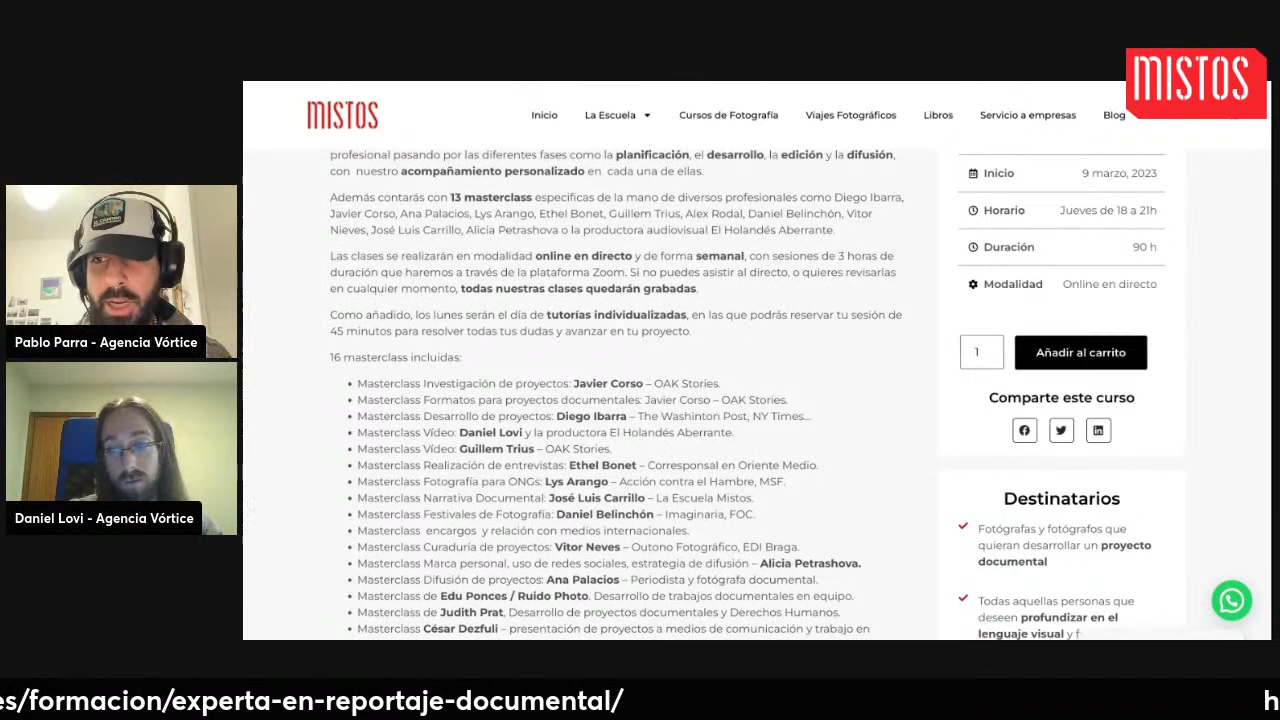 MISTOS
MISTOS
Inicio
La Escuela
Cursos de Fotografía
Viajes Fotográficos
Libros
Servicio a empresas
Blog
profesional pasando por las diferentes fases como la planificación, el desarrollo, la edición y la difusión,
con nuestro acompañamiento personalizado en cada una de ellas.
Además contarás con 13 masterclass especificas de la mano de diversos profesionales como Diego Ibarra,
Javier Corso, Ana Palacios, Lys Arango, Ethel Bonet, Guillem Trius, Alex Rodal, Daniel Belinchón, Vitor
Nieves, José Luis Carrillo, Alicia Petrashova o la productora audiovisual El Holandés Aberrante.
Las clases se realizarán en modalidad online en directo y de forma semanal, con sesiones de 3 horas de
duración que haremos a través de la plataforma Zoom. Si no puedes asistir al directo, o quieres revisarlas
en cualquier momento, todas nuestras clases quedarán grabadas.
Como añadido, los lunes serán el día de tutorías individualizadas, en las que podrás reservar tu sesión de
45 minutos para resolver todas tus dudas y avanzar en tu proyecto.
16 masterclass incluidas:
• Masterclass Investigación de proyectos: Javier Corso – OAK Stories.
• Masterclass Formatos para proyectos documentales: Javier Corso – OAK Stories.
• Masterclass Desarrollo de proyectos: Diego Ibarra – The Washinton Post, NY Times...
• Masterclass Vídeo: Daniel Lovi y la productora El Holandés Aberrante.
• Masterclass Vídeo: Guillem Trius – OAK Stories.
• Masterclass Realización de entrevistas: Ethel Bonet – Corresponsal en Oriente Medio.
• Masterclass Fotografía para ONGs: Lys Arango – Acción contra el Hambre, MSF.
• Masterclass Narrativa Documental: José Luis Carrillo – La Escuela Mistos.
• Masterclass Festivales de Fotografía: Daniel Belinchón – Imaginaria, FOC.
• Masterclass encargos y relación con medios internacionales.
• Masterclass Curaduría de proyectos: Vitor Neves – Outono Fotográfico, EDI Braga.
• Masterclass Marca personal, uso de redes sociales, estrategia de difusión – Alicia Petrashova.
• Masterclass Difusión de proyectos: Ana Palacios – Periodista y fotógrafa documental.
• Masterclass de Edu Ponces / Ruido Photo. Desarrollo de trabajos documentales en equipo.
• Masterclass de Judith Prat, Desarrollo de proyectos documentales y Derechos Humanos.
• Masterclass César Dezfuli – presentación de proyectos a medios de comunicación y trabajo en
Inicio 9 marzo, 2023
Horario Jueves de 18 a 21h
Duración 90 h
Modalidad Online en directo
1 Añadir al carrito
Comparte este curso
Destinatarios
Fotógrafas y fotógrafos que
quieran desarrollar un proyecto
documental
Todas aquellas personas que
deseen profundizar en el
lenguaje visual y f
Pablo Parra - Agencia Vórtice
Daniel Lovi - Agencia Vórtice
es/formacion/experta-en-reportaje-documental/
h